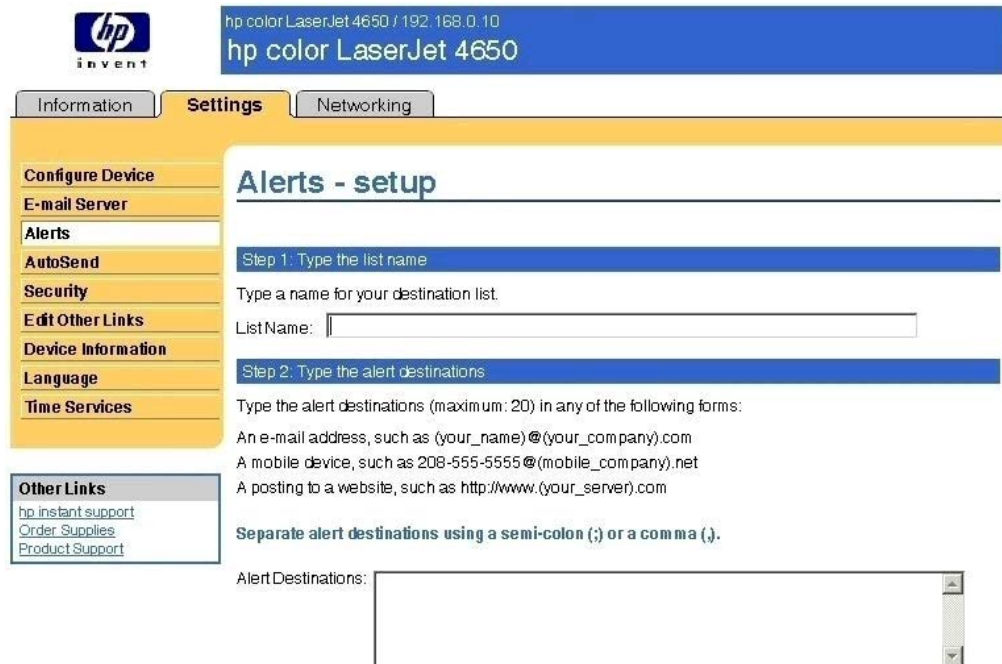 hp
invent
hp color LaserJet 4650 / 192.168.0.10
hp color LaserJet 4650
Information
Settings
Networking
Configure Device
E-mail Server
Alerts
AutoSend
Security
Edit Other Links
Device Information
Language
Time Services
Other Links
hp instant support
Order Supplies
Product Support
Alerts - setup
Step 1: Type the list name
Type a name for your destination list.
List Name:
Step 2: Type the alert destinations
Type the alert destinations (maximum: 20) in any of the following forms:
An e-mail address, such as (your_name)@(your_company).com
A mobile device, such as 208-555-5555@(mobile_company).net
A posting to a website, such as http://www.(your_server).com
Separate alert destinations using a semi-colon (;) or a comma (,).
Alert Destinations: